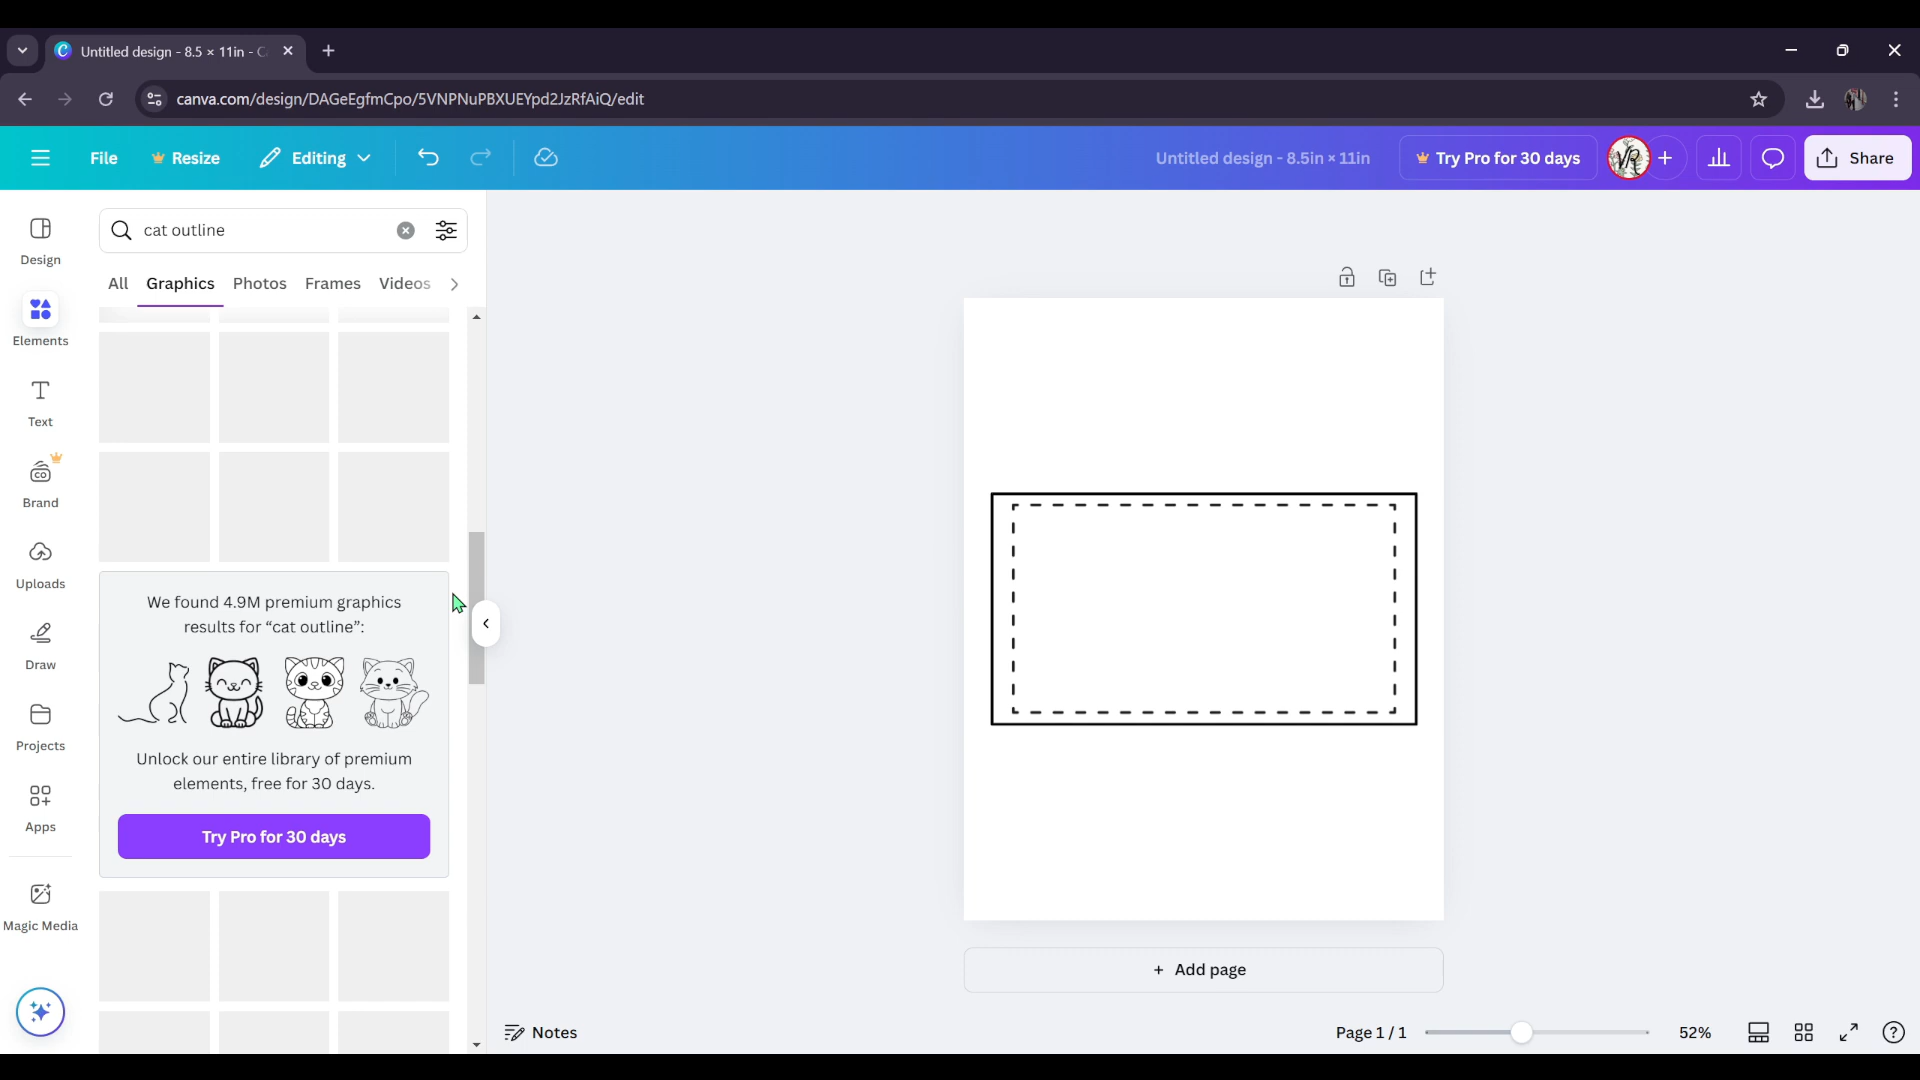 Untitled design - 8.5 × 11in - C
canva.com/design/DAGeEgfmCpo/5VNPNuPBXUEYpd2JzRfAiQ/edit
File
Resize
Editing
Untitled design - 8.5in × 11in
Try Pro for 30 days
Share
Design
Elements
Text
Brand
Uploads
Draw
Projects
Apps
Magic Media
cat outline
All Graphics Photos Frames Videos
We found 4.9M premium graphics
results for “cat outline”:
Unlock our entire library of premium
elements, free for 30 days.
Try Pro for 30 days
+ Add page
Notes
Page 1 / 1
52%